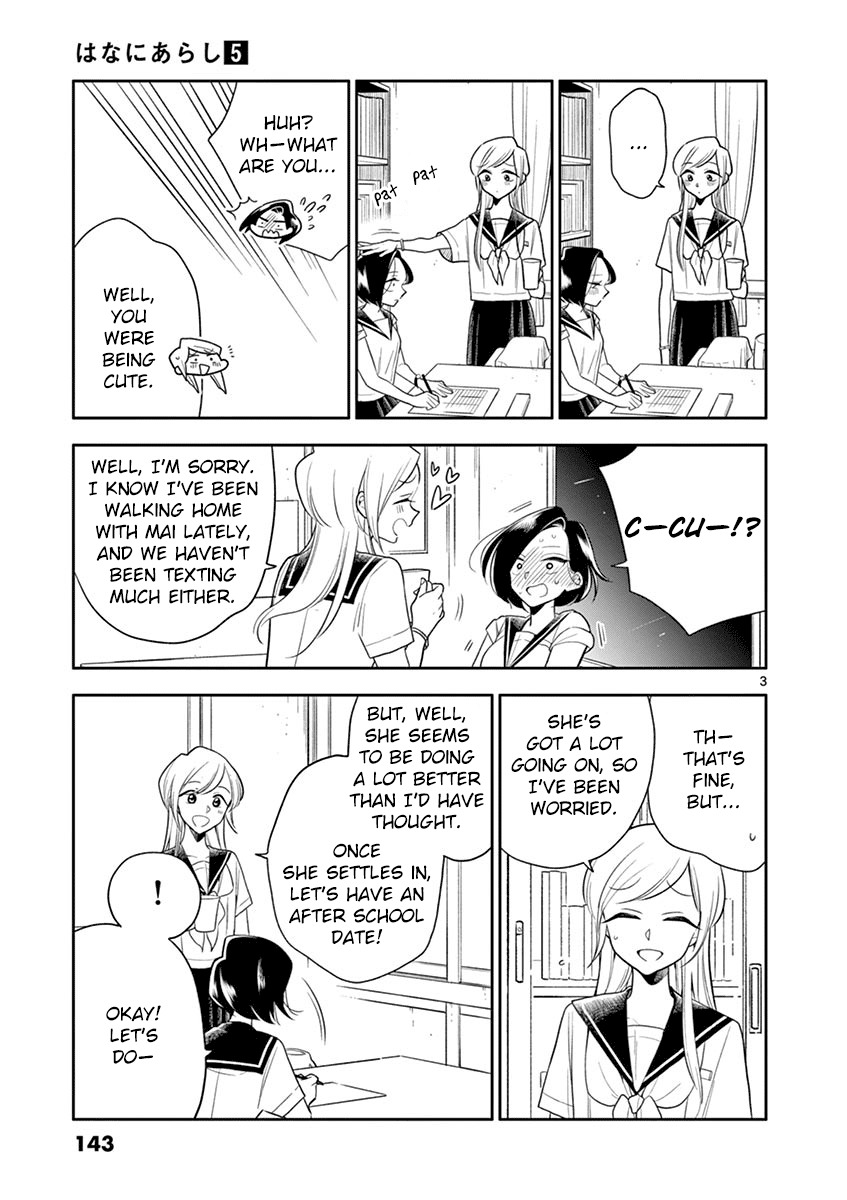 はなにあらし5
...
pat
pat
HUH?
WH—WHAT
ARE YOU...
WELL,
YOU
WERE
BEING
CUTE.
C—CU—!?
WELL, I'M SORRY.
I KNOW I'VE BEEN
WALKING HOME
WITH MAI LATELY,
AND WE HAVEN'T
BEEN TEXTING
MUCH EITHER.
3
TH—
THAT'S
FINE,
BUT...
SHE'S
GOT A LOT
GOING ON, SO
I'VE BEEN
WORRIED.
BUT, WELL,
SHE SEEMS
TO BE DOING
A LOT BETTER
THAN I'D HAVE
THOUGHT.
ONCE
SHE SETTLES IN,
LET'S HAVE AN
AFTER SCHOOL
DATE!
!
OKAY!
LET'S
DO—
143